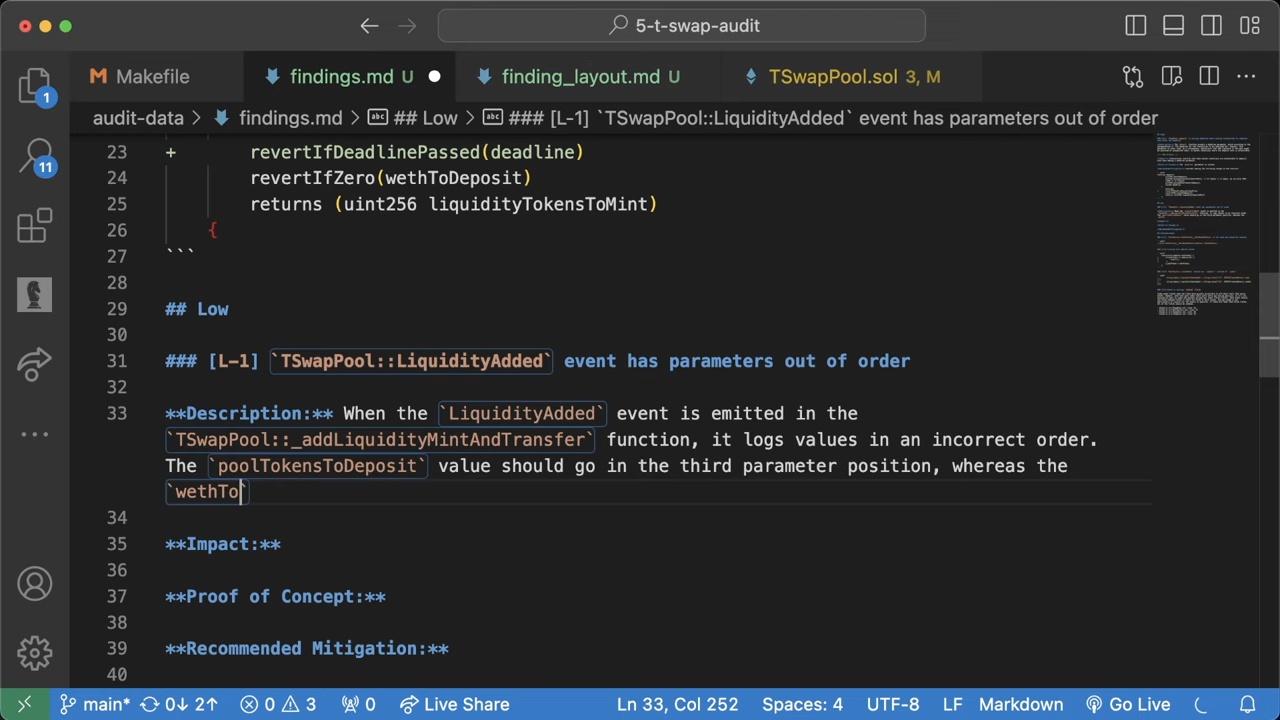 5-t-swap-audit
Makefile
findings.md U
finding_layout.md U
TSwapPool.sol 3, M
audit-data > findings.md > ## Low > ### [L-1] `TSwapPool::LiquidityAdded` event has parameters out of order
23 + revertIfDeadlinePassed(deadline)
24 revertIfZero(wethToDeposit)
25 returns (uint256 liquidityTokensToMint)
26 {
27 ```
28
29 ## Low
30
31 ### [L-1] `TSwapPool::LiquidityAdded` event has parameters out of order
32
33 **Description:** When the `LiquidityAdded` event is emitted in the
`TSwapPool::_addLiquidityMintAndTransfer` function, it logs values in an incorrect order.
The `poolTokensToDeposit` value should go in the third parameter position, whereas the
`wethTo`
34
35 **Impact:**
36
37 **Proof of Concept:**
38
39 **Recommended Mitigation:**
40
1
11
main* 0↓ 2↑ 0 3 0 Live Share Ln 33, Col 252 Spaces: 4 UTF-8 LF Markdown Go Live